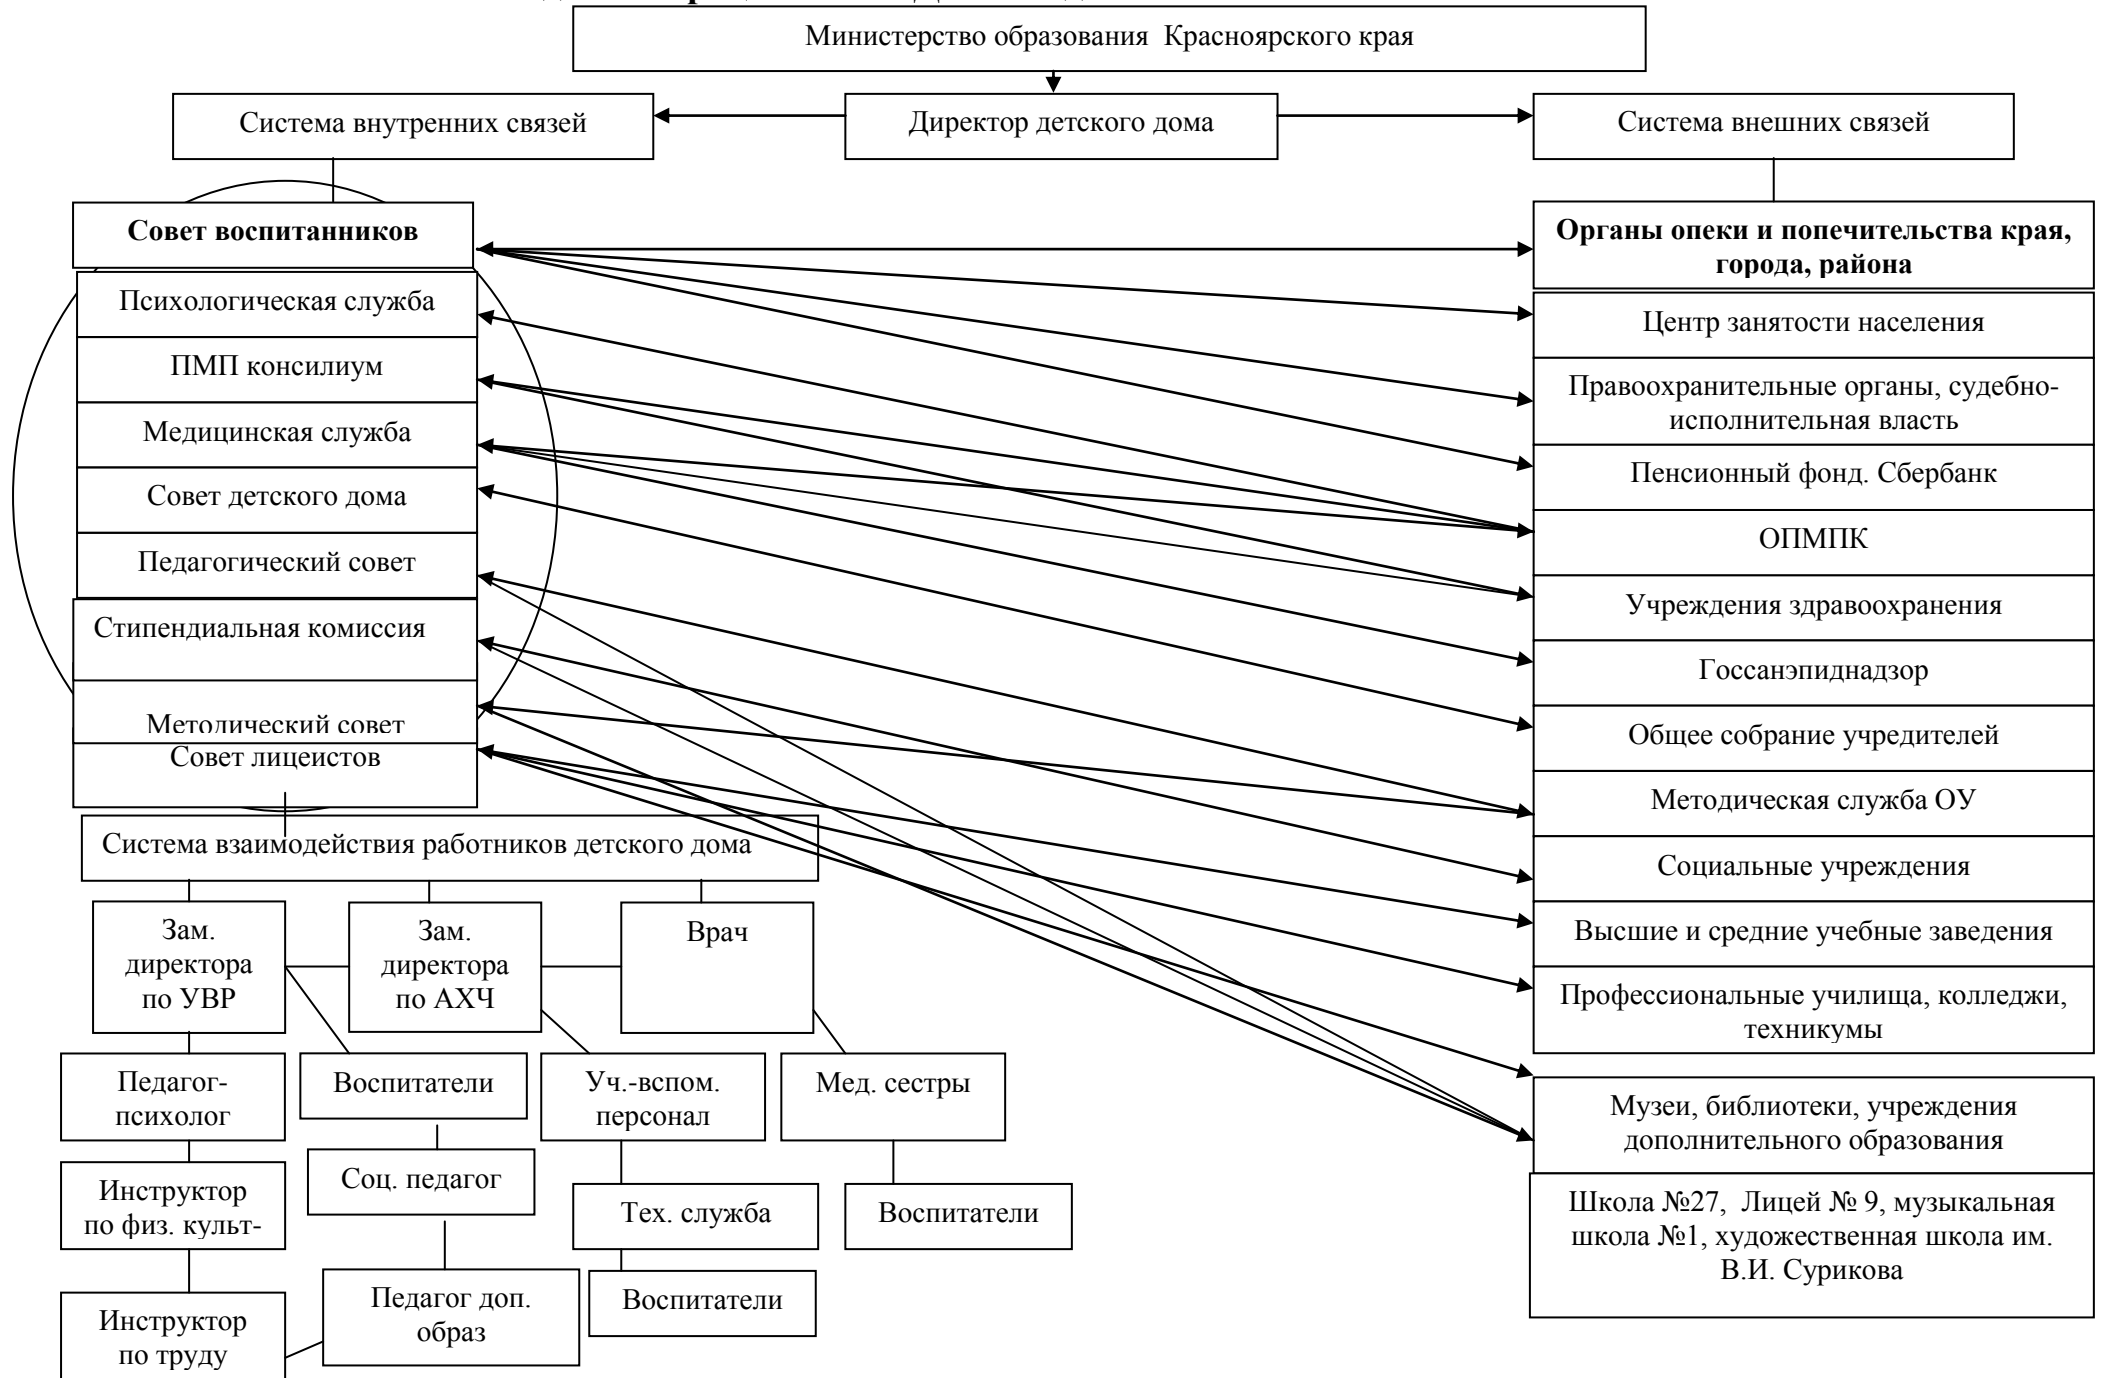 Министерство образования Красноярского края
Система внутренних связей
Директор детского дома
Система внешних связей
Совет воспитанников
Психологическая служба
ПМП консилиум
Медицинская служба
Совет детского дома
Педагогический совет
Стипендиальная комиссия
Методический совет
Совет лицеистов
Органы опеки и попечительства края,
города, района
Центр занятости населения
Правоохранительные органы, судебно-
исполнительная власть
Пенсионный фонд. Сбербанк
ОПМПК
Учреждения здравоохранения
Госсанэпиднадзор
Общее собрание учредителей
Методическая служба ОУ
Социальные учреждения
Высшие и средние учебные заведения
Профессиональные училища, колледжи,
техникумы
Музеи, библиотеки, учреждения
дополнительного образования
Школа №27, Лицей № 9, музыкальная
школа №1, художественная школа им.
В.И. Сурикова
Система взаимодействия работников детского дома
Зам.
директора
по УВР
Зам.
директора
по АХЧ
Врач
Педагог-
психолог
Воспитатели
Уч.-вспом.
персонал
Мед. сестры
Инструктор
по физ. культ-
Соц. педагог
Тех. служба
Воспитатели
Инструктор
по труду
Педагог доп.
образ
Воспитатели